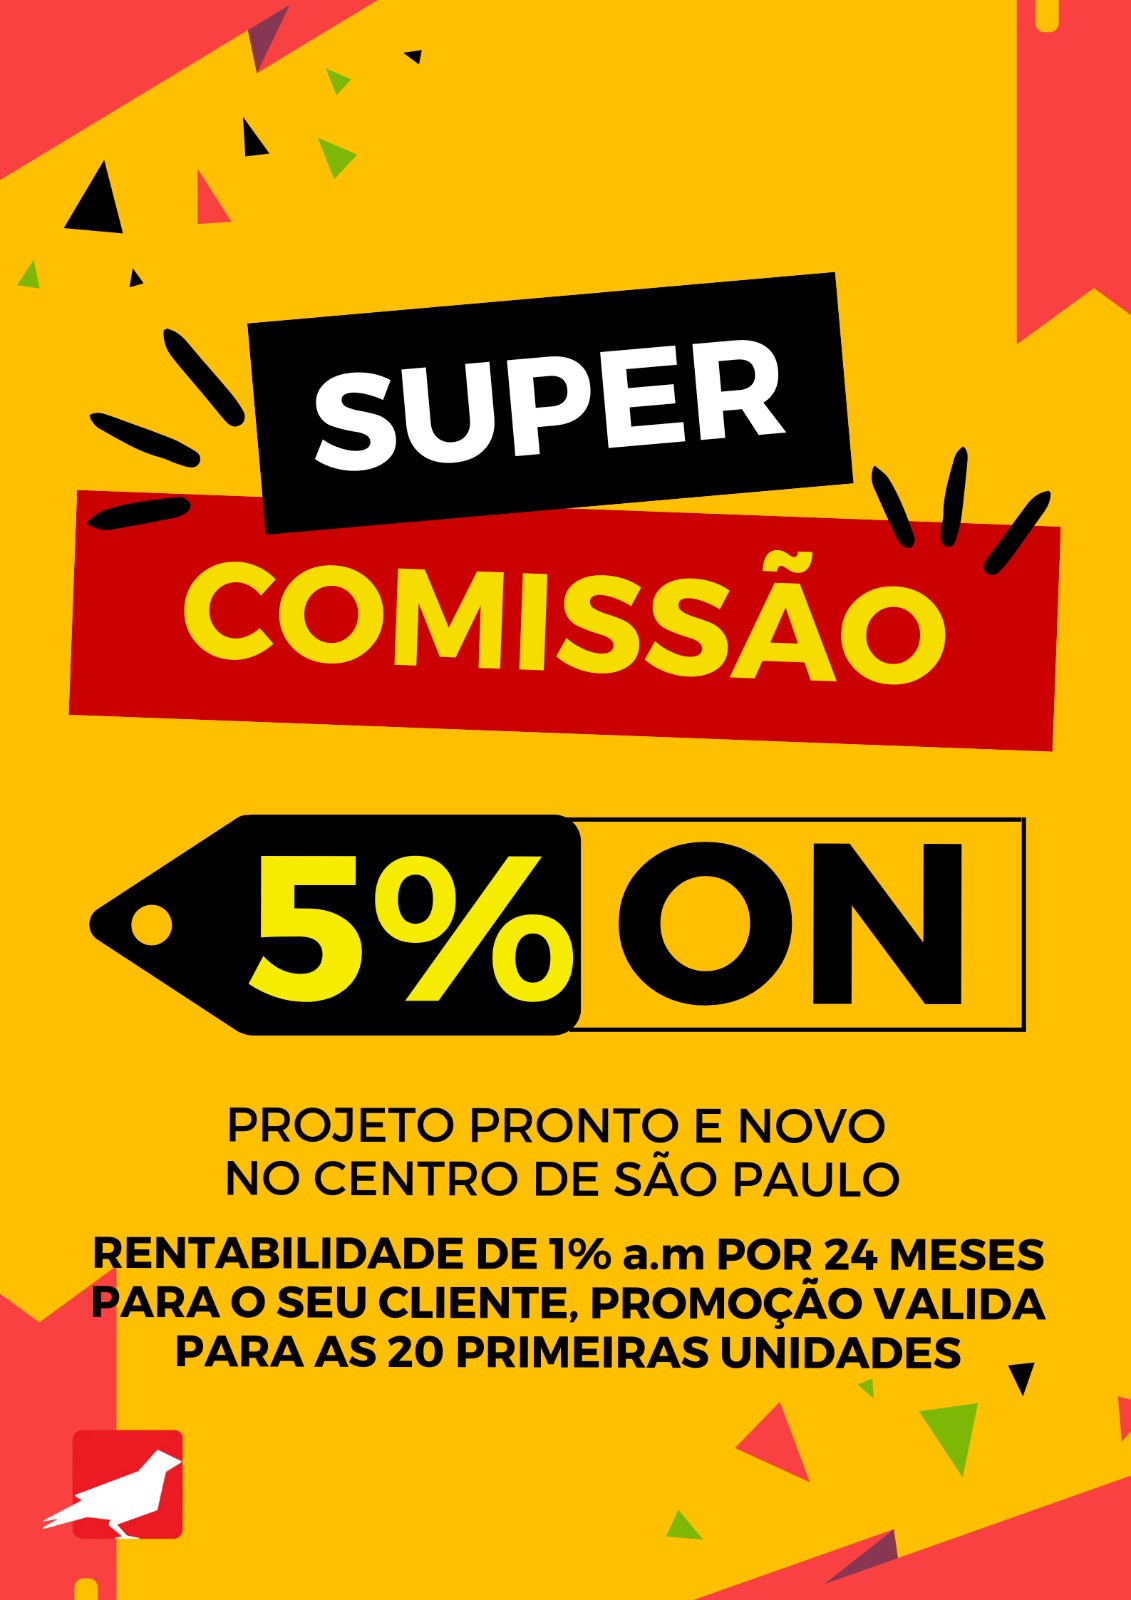 SUPER
COMISSÃO
5% ON
PROJETO PRONTO E NOVO
NO CENTRO DE SÃO PAULO
RENTABILIDADE DE 1% a.m POR 24 MESES
PARA O SEU CLIENTE, PROMOÇÃO VALIDA
PARA AS 20 PRIMEIRAS UNIDADES